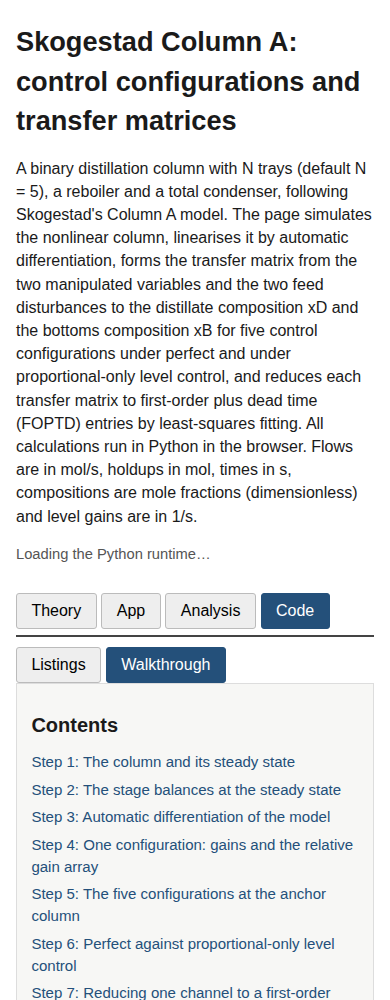 Skogestad Column A:
control configurations and
transfer matrices
A binary distillation column with N trays (default N
= 5), a reboiler and a total condenser, following
Skogestad's Column A model. The page simulates
the nonlinear column, linearises it by automatic
differentiation, forms the transfer matrix from the
two manipulated variables and the two feed
disturbances to the distillate composition xD and
the bottoms composition xB for five control
configurations under perfect and under
proportional-only level control, and reduces each
transfer matrix to first-order plus dead time
(FOPTD) entries by least-squares fitting. All
calculations run in Python in the browser. Flows
are in mol/s, holdups in mol, times in s,
compositions are mole fractions (dimensionless)
and level gains are in 1/s.
Loading the Python runtime…
Theory App Analysis Code
Listings Walkthrough
Contents
Step 1: The column and its steady state
Step 2: The stage balances at the steady state
Step 3: Automatic differentiation of the model
Step 4: One configuration: gains and the relative
gain array
Step 5: The five configurations at the anchor
column
Step 6: Perfect against proportional-only level
control
Step 7: Reducing one channel to a first-order